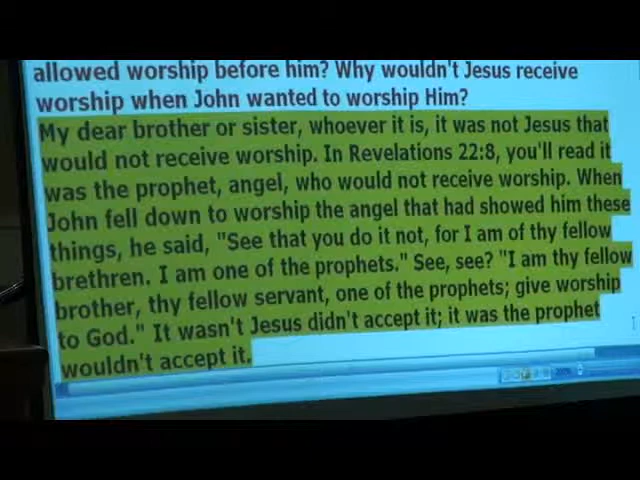 allowed worship before him? Why wouldn't Jesus receive
worship when John wanted to worship Him?
My dear brother or sister, whoever it is, it was not Jesus that
would not receive worship. In Revelations 22:8, you'll read it
was the prophet, angel, who would not receive worship. When
John fell down to worship the angel that had showed him these
things, he said, "See that you do it not, for I am of thy fellow
brethren. I am one of the prophets." See, see? "I am thy fellow
brother, thy fellow servant, one of the prophets; give worship
to God." It wasn't Jesus didn't accept it; it was the prophet
wouldn't accept it.